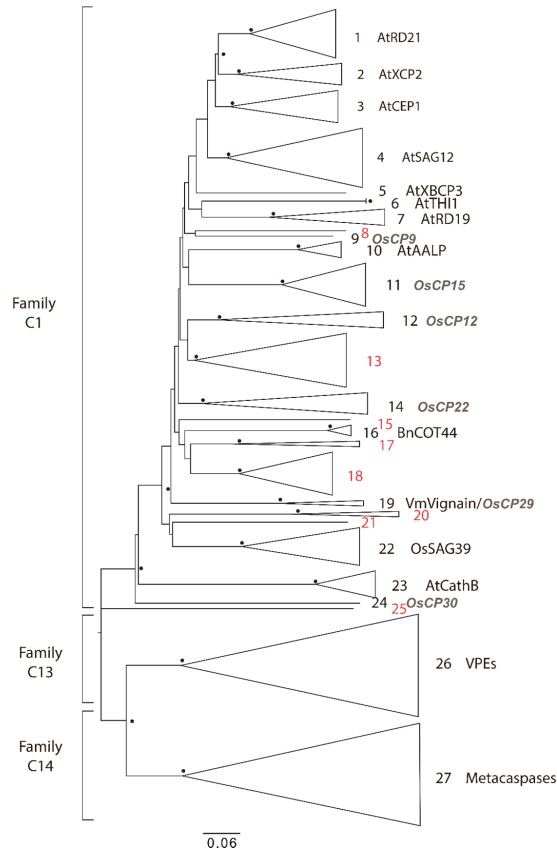 1 AtRD21
2 AtXCP2
3 AtCEP1
4 AtSAG12
5 AtXBCP3
6 AtTHI1
7 AtRD19
8
9 OsCP9
10 AtAALP
11 OsCP15
Family
C1
12 OsCP12
13
14 OsCP22
15
16 BnCOT44
17
18
19 VmVignain/OsCP29
20
21
22 OsSAG39
23 AtCathB
24 OsCP30
25
Family
C13
26 VPEs
Family
C14
27 Metacaspases
0.06